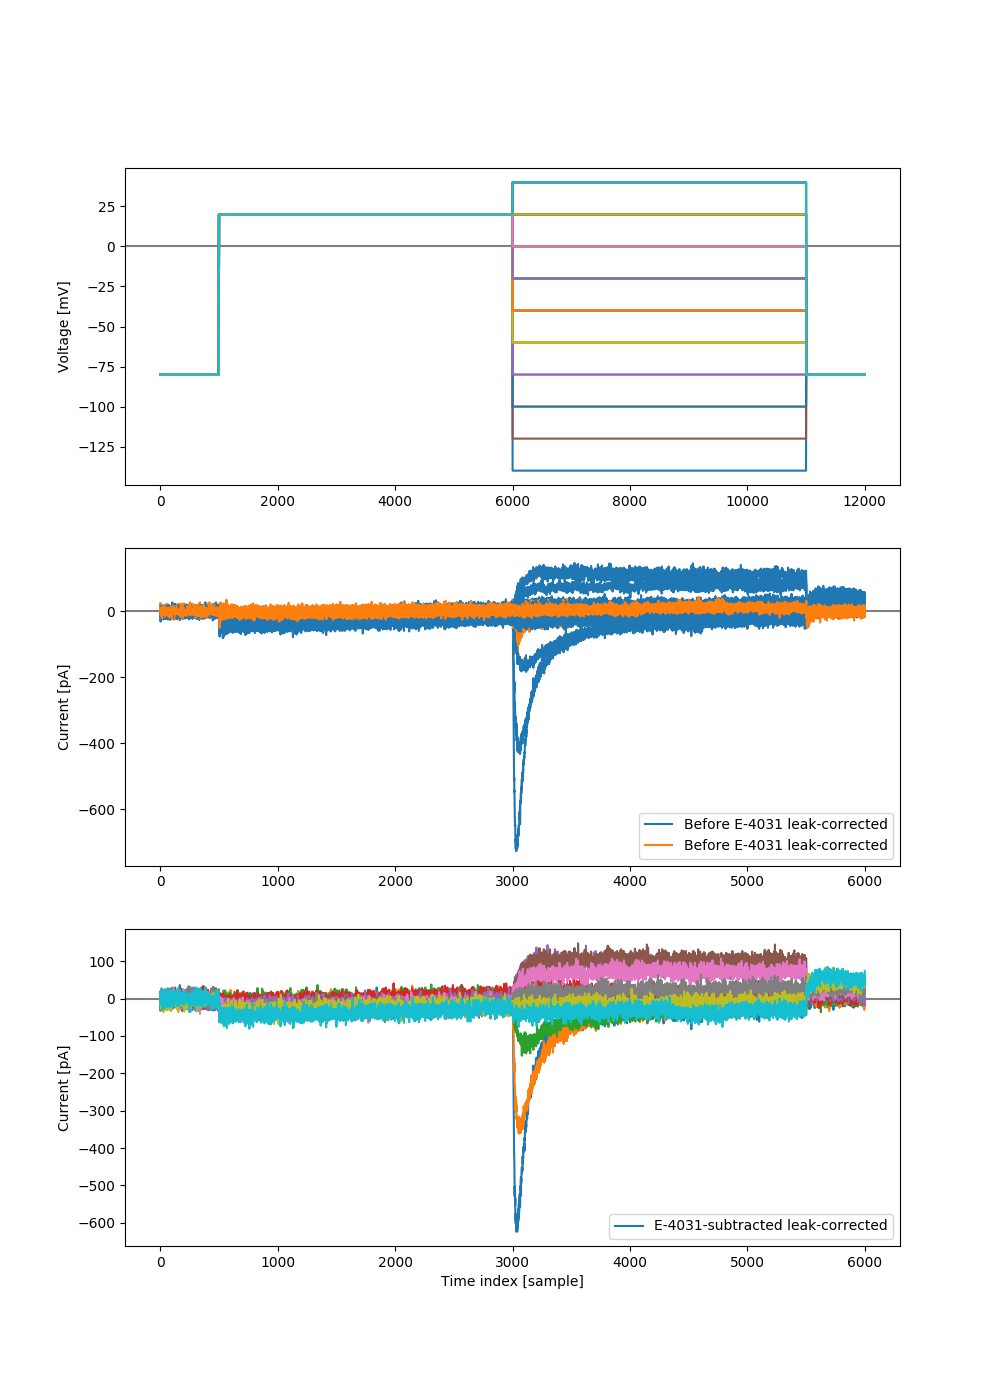 25
0
−25
−50
−75
−100
−125
Voltage [mV]
0 2000 4000 6000 8000 10000 12000
0
−200
−400
−600
Current [pA]
Before E-4031 leak-corrected
Before E-4031 leak-corrected
0 1000 2000 3000 4000 5000 6000
100
0
−100
−200
−300
−400
−500
−600
Current [pA]
E-4031-subtracted leak-corrected
0 1000 2000 3000 4000 5000 6000
Time index [sample]